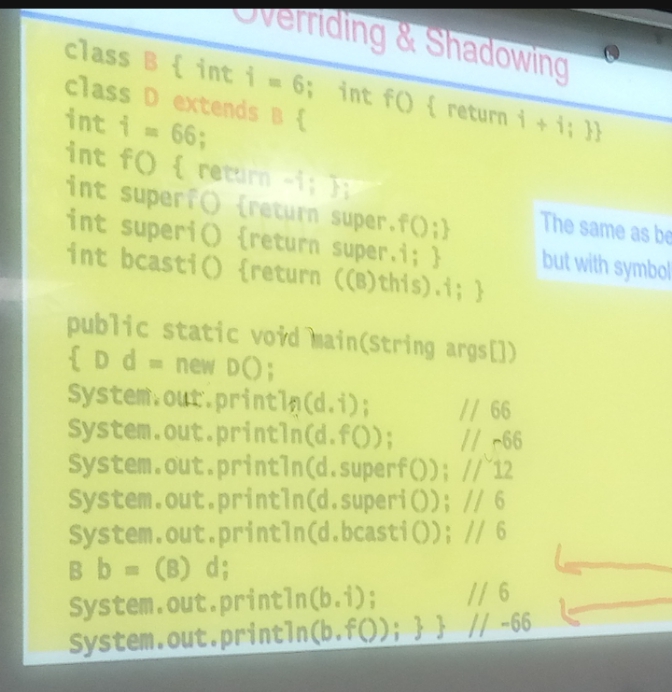 Overriding & Shadowing
class B { int i = 6; int f() { return i + i; }}
class D extends B {
int i = 66;
int f() { return -i; };
int superf() {return super.f();}
int superi() {return super.i; }
int bcasti() {return ((B)this).i; }
The same as be
but with symbol
public static void main(String args[])
{ D d = new D();
System.out.println(d.i); // 66
System.out.println(d.f()); // -66
System.out.println(d.superf()); // 12
System.out.println(d.superi()); // 6
System.out.println(d.bcasti()); // 6
B b = (B) d;
System.out.println(b.i); // 6
System.out.println(b.f()); } } // -66